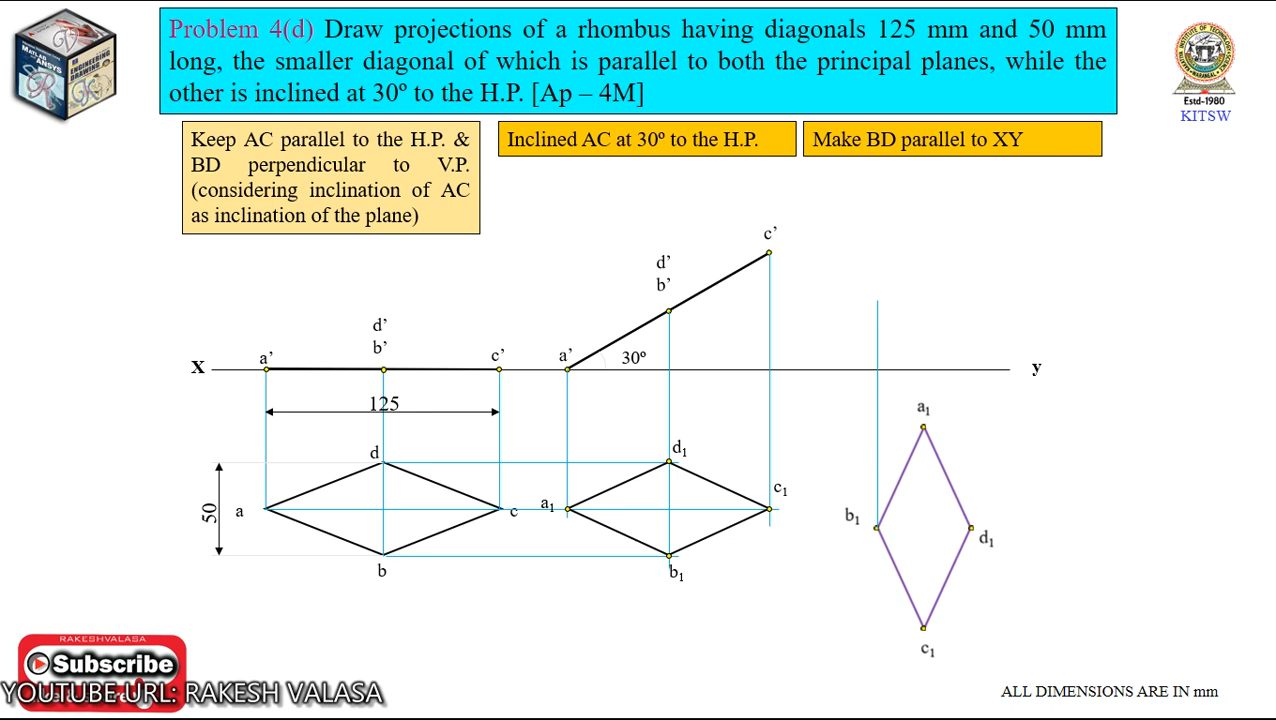 Problem 4(d) Draw projections of a rhombus having diagonals 125 mm and 50 mm
long, the smaller diagonal of which is parallel to both the principal planes, while the
other is inclined at 30º to the H.P. [Ap – 4M]
Estd-1980
KITSW
Keep AC parallel to the H.P. &
BD perpendicular to V.P.
(considering inclination of AC
as inclination of the plane)
Inclined AC at 30º to the H.P.
Make BD parallel to XY
c’
d’
b’
d’
b’
a’
c’
a’
30º
X
y
125
a₁
d
d₁
c₁
50
a
c
a₁
b₁
d₁
b
b₁
c₁
RAKESHVALASA
Subscribe
YOUTUBE URL: RAKESH VALASA
ALL DIMENSIONS ARE IN mm